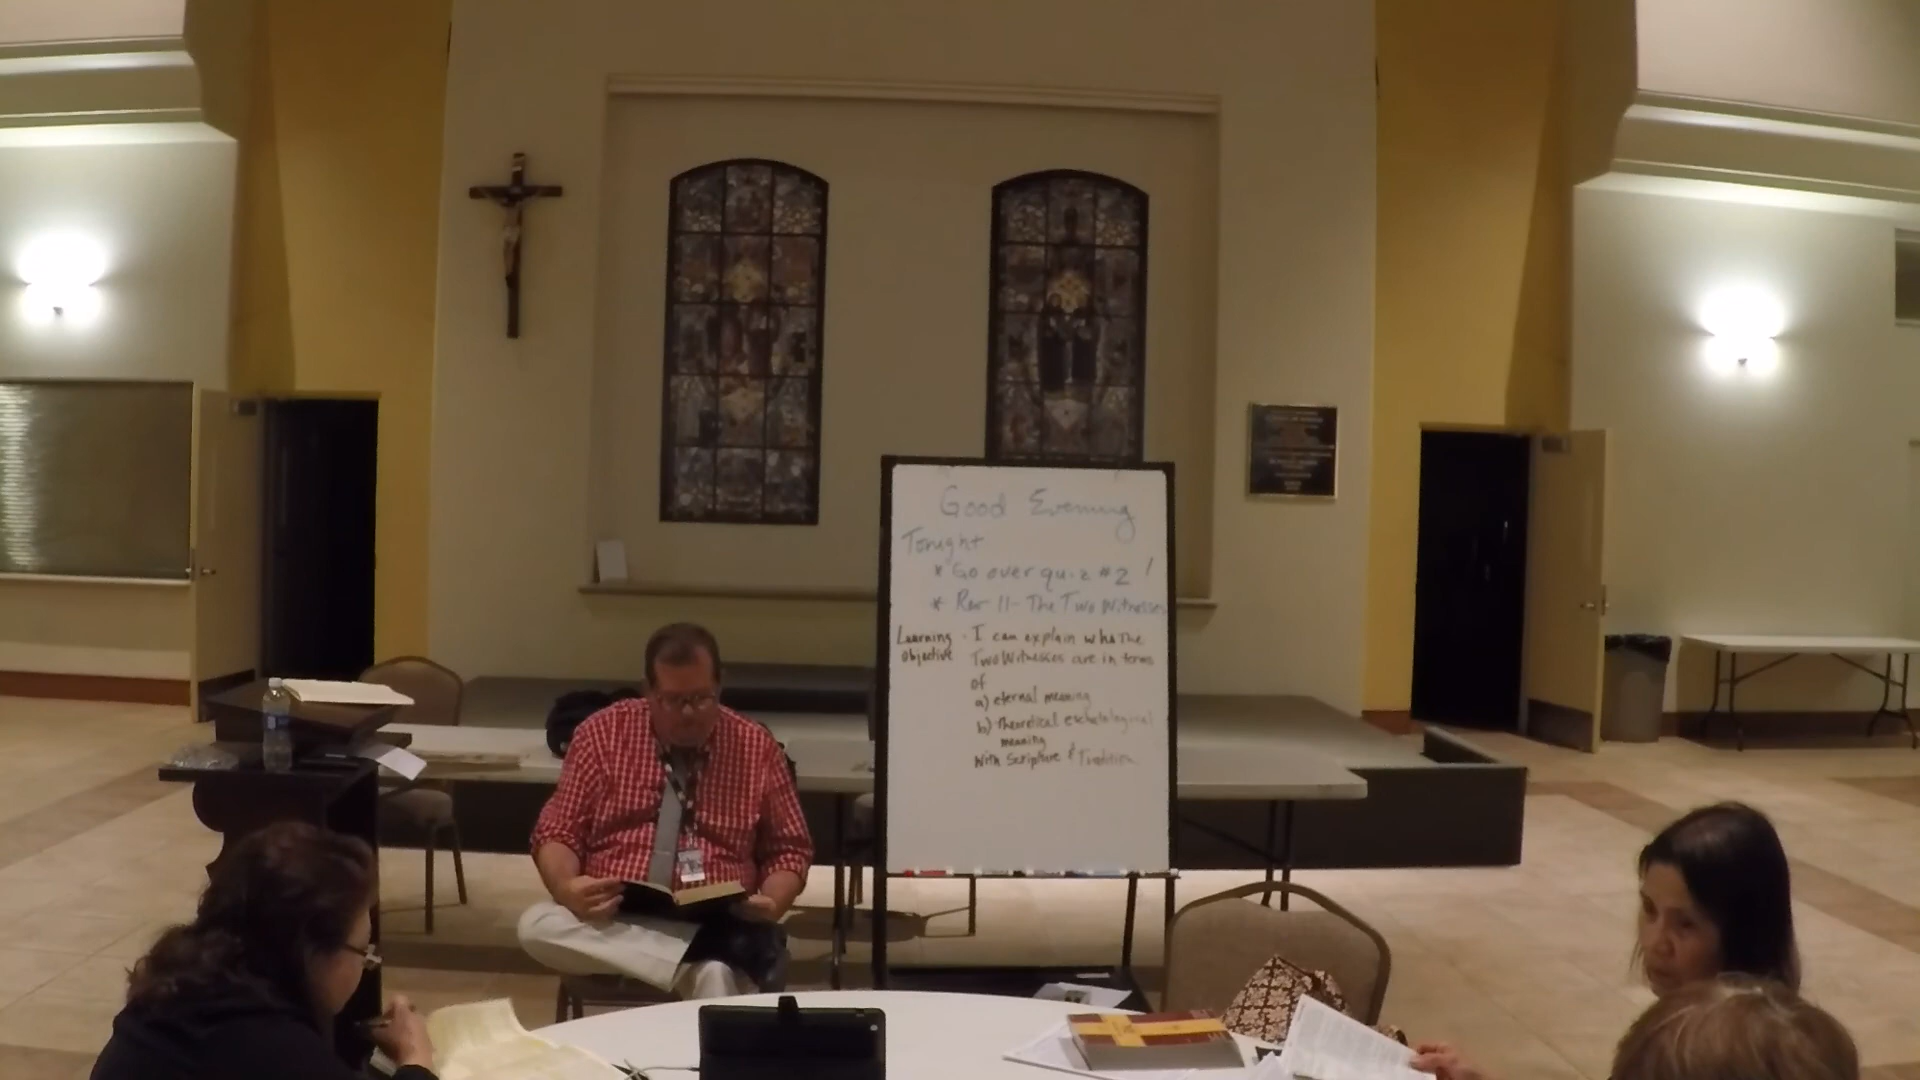 Good Evening
Tonight
* Go over quiz #2 !
* Rev 11 - The Two Witnesses
Learning Objective - I can explain who the
Two Witnesses are in terms
of
a) eternal meaning
b) Theoretical eschatological
meaning
with Scripture & Tradition